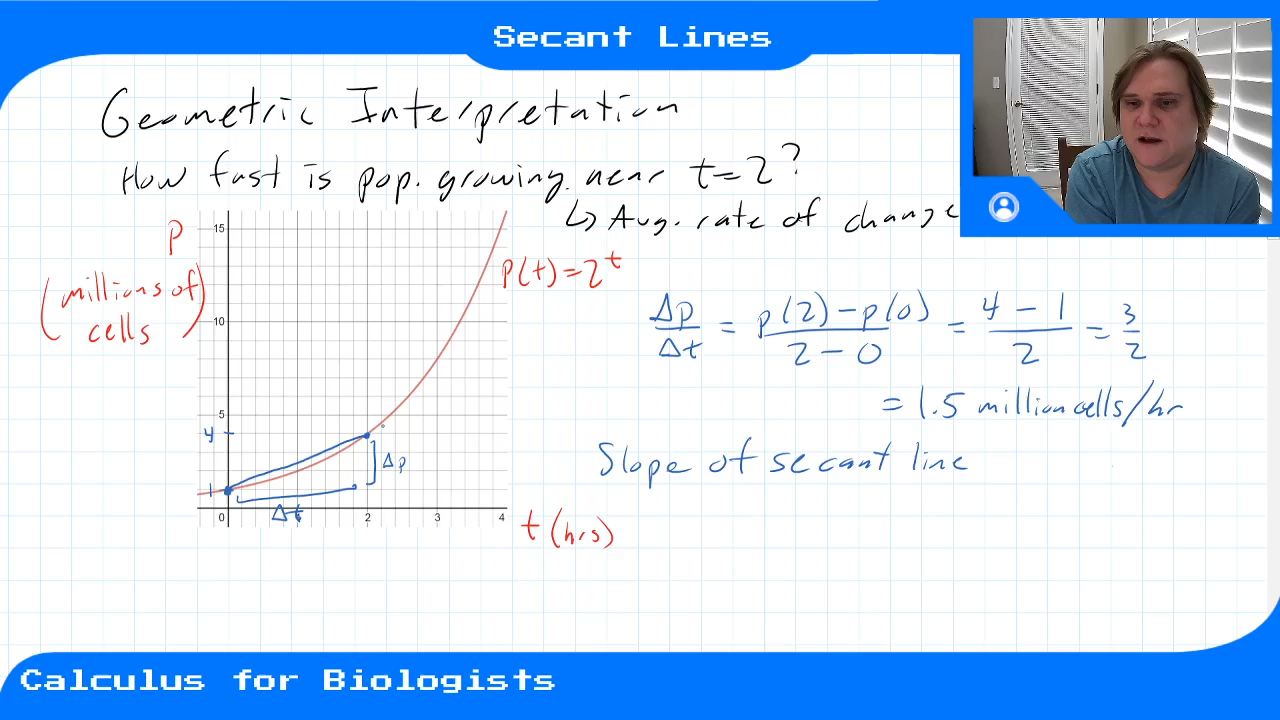 Secant Lines
Geometric Interpretation
How fast is pop. growing near t=2?
↳ Avg. rate of change
P
(millions of cells)
15
10
5
4
1
0
2
3
4
Δp
Δt
t (hrs)
p(t)=2^t
Δp/Δt = (p(2)-p(0))/(2-0) = (4-1)/2 = 3/2
= 1.5 million cells/hr
Slope of secant line
Calculus for Biologists